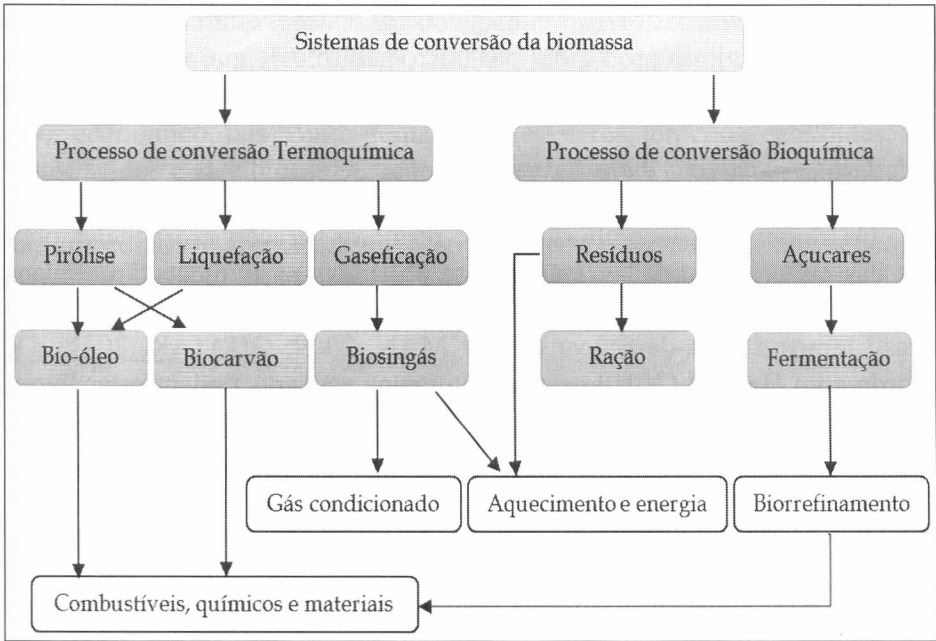 Sistemas de conversão da biomassa
Processo de conversão Termoquímica
Processo de conversão Bioquímica
Pirólise
Liquefação
Gaseficação
Resíduos
Açucares
Bio-óleo
Biocarvão
Biosingás
Ração
Fermentação
Gás condicionado
Aquecimento e energia
Biorrefinamento
Combustíveis, químicos e materiais